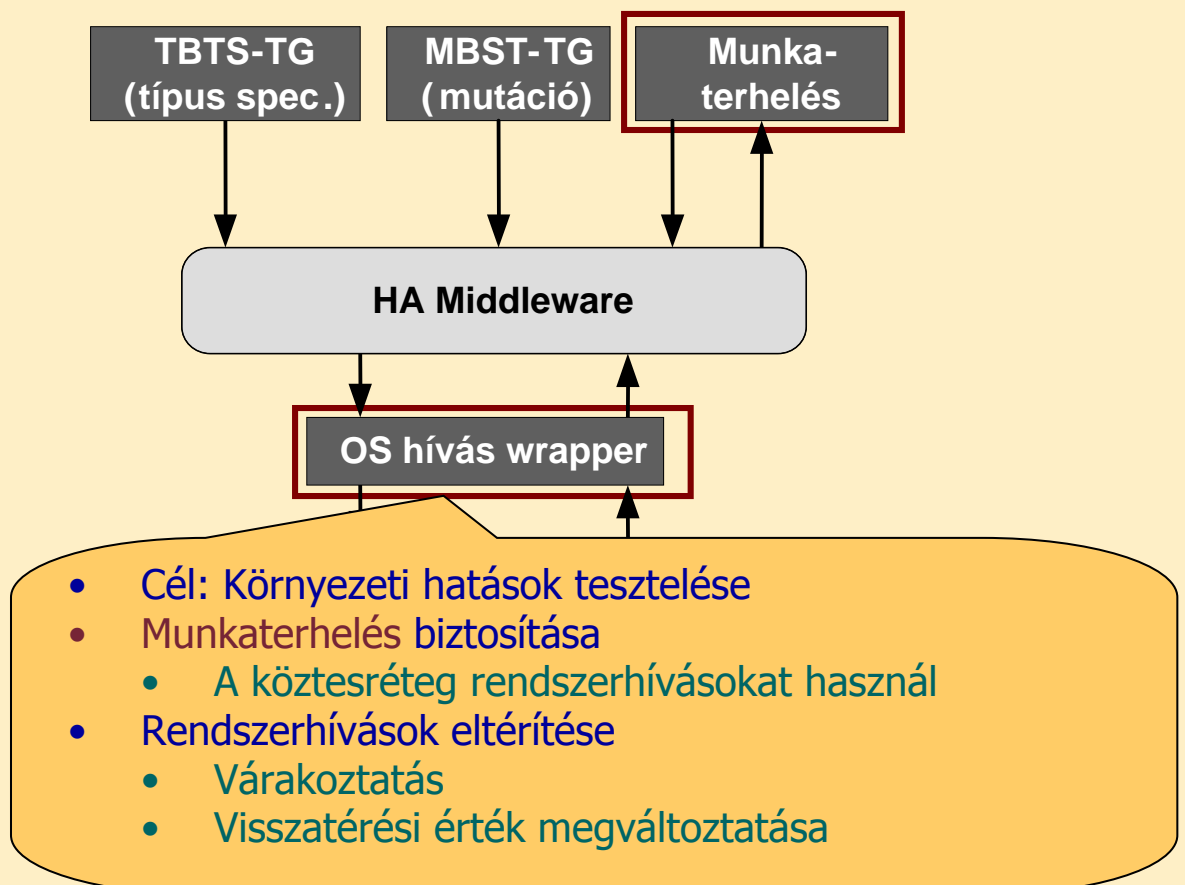 TBTS-TG
(típus spec.)
MBST-TG
(mutáció)
Munka-
terhelés
HA Middleware
OS hívás wrapper
• Cél: Környezeti hatások tesztelése
• Munkaterhelés biztosítása
• A köztesréteg rendszerhívásokat használ
• Rendszerhívások eltérítése
• Várakoztatás
• Visszatérési érték megváltoztatása